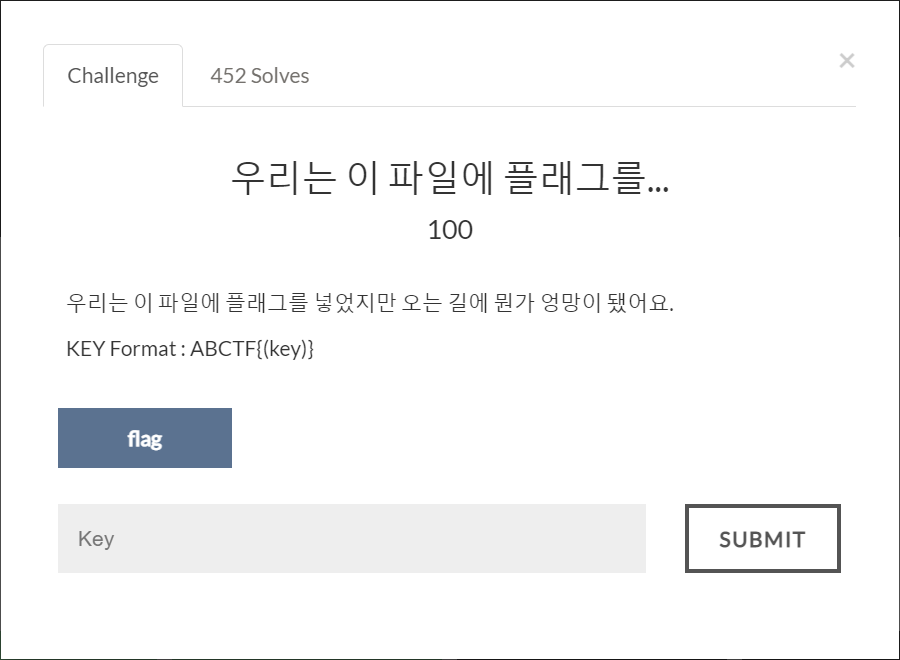 Challenge
452 Solves
×
우리는 이 파일에 플래그를...
100
우리는 이 파일에 플래그를 넣었지만 오는 길에 뭔가 엉망이 됐어요.
KEY Format : ABCTF{(key)}
flag
Key
SUBMIT